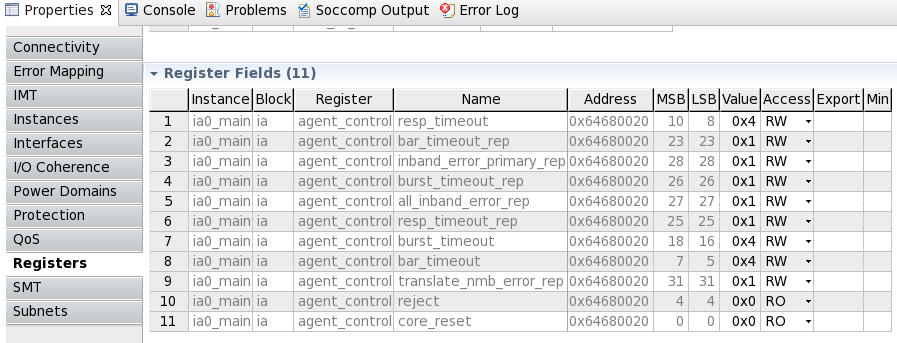 Properties Console Problems Soccomp Output Error Log
Connectivity
Error Mapping
IMT
Instances
Interfaces
I/O Coherence
Power Domains
Protection
QoS
Registers
SMT
Subnets
Register Fields (11)
Instance Block Register Name Address MSB LSB Value Access Export Min
1 ia0_main ia agent_control resp_timeout 0x64680020 10 8 0x4 RW
2 ia0_main ia agent_control bar_timeout_rep 0x64680020 23 23 0x1 RW
3 ia0_main ia agent_control inband_error_primary_rep 0x64680020 28 28 0x1 RW
4 ia0_main ia agent_control burst_timeout_rep 0x64680020 26 26 0x1 RW
5 ia0_main ia agent_control all_inband_error_rep 0x64680020 27 27 0x1 RW
6 ia0_main ia agent_control resp_timeout_rep 0x64680020 25 25 0x1 RW
7 ia0_main ia agent_control burst_timeout 0x64680020 18 16 0x4 RW
8 ia0_main ia agent_control bar_timeout 0x64680020 7 5 0x4 RW
9 ia0_main ia agent_control translate_nmb_error_rep 0x64680020 31 31 0x1 RW
10 ia0_main ia agent_control reject 0x64680020 4 4 0x0 RO
11 ia0_main ia agent_control core_reset 0x64680020 0 0 0x0 RO